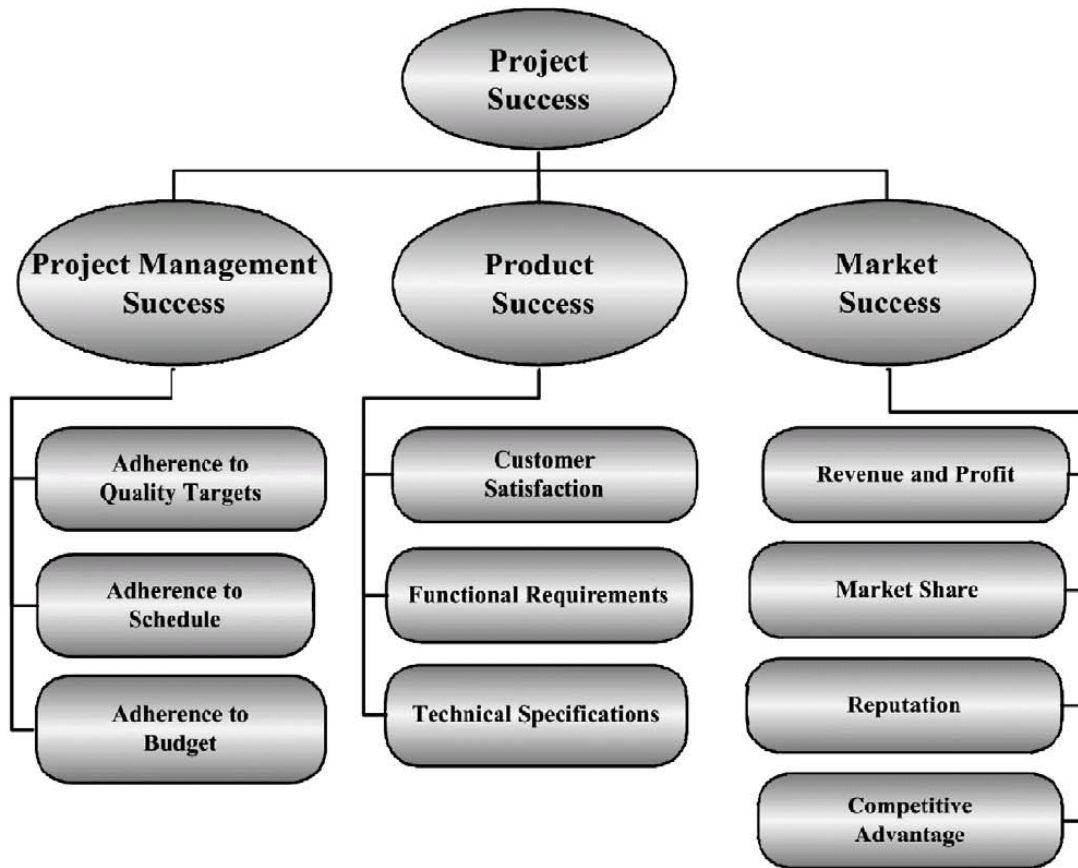 Project
Success
Project Management
Success
Product
Success
Market
Success
Adherence to
Quality Targets
Adherence to
Schedule
Adherence to
Budget
Customer
Satisfaction
Functional Requirements
Technical Specifications
Revenue and Profit
Market Share
Reputation
Competitive
Advantage